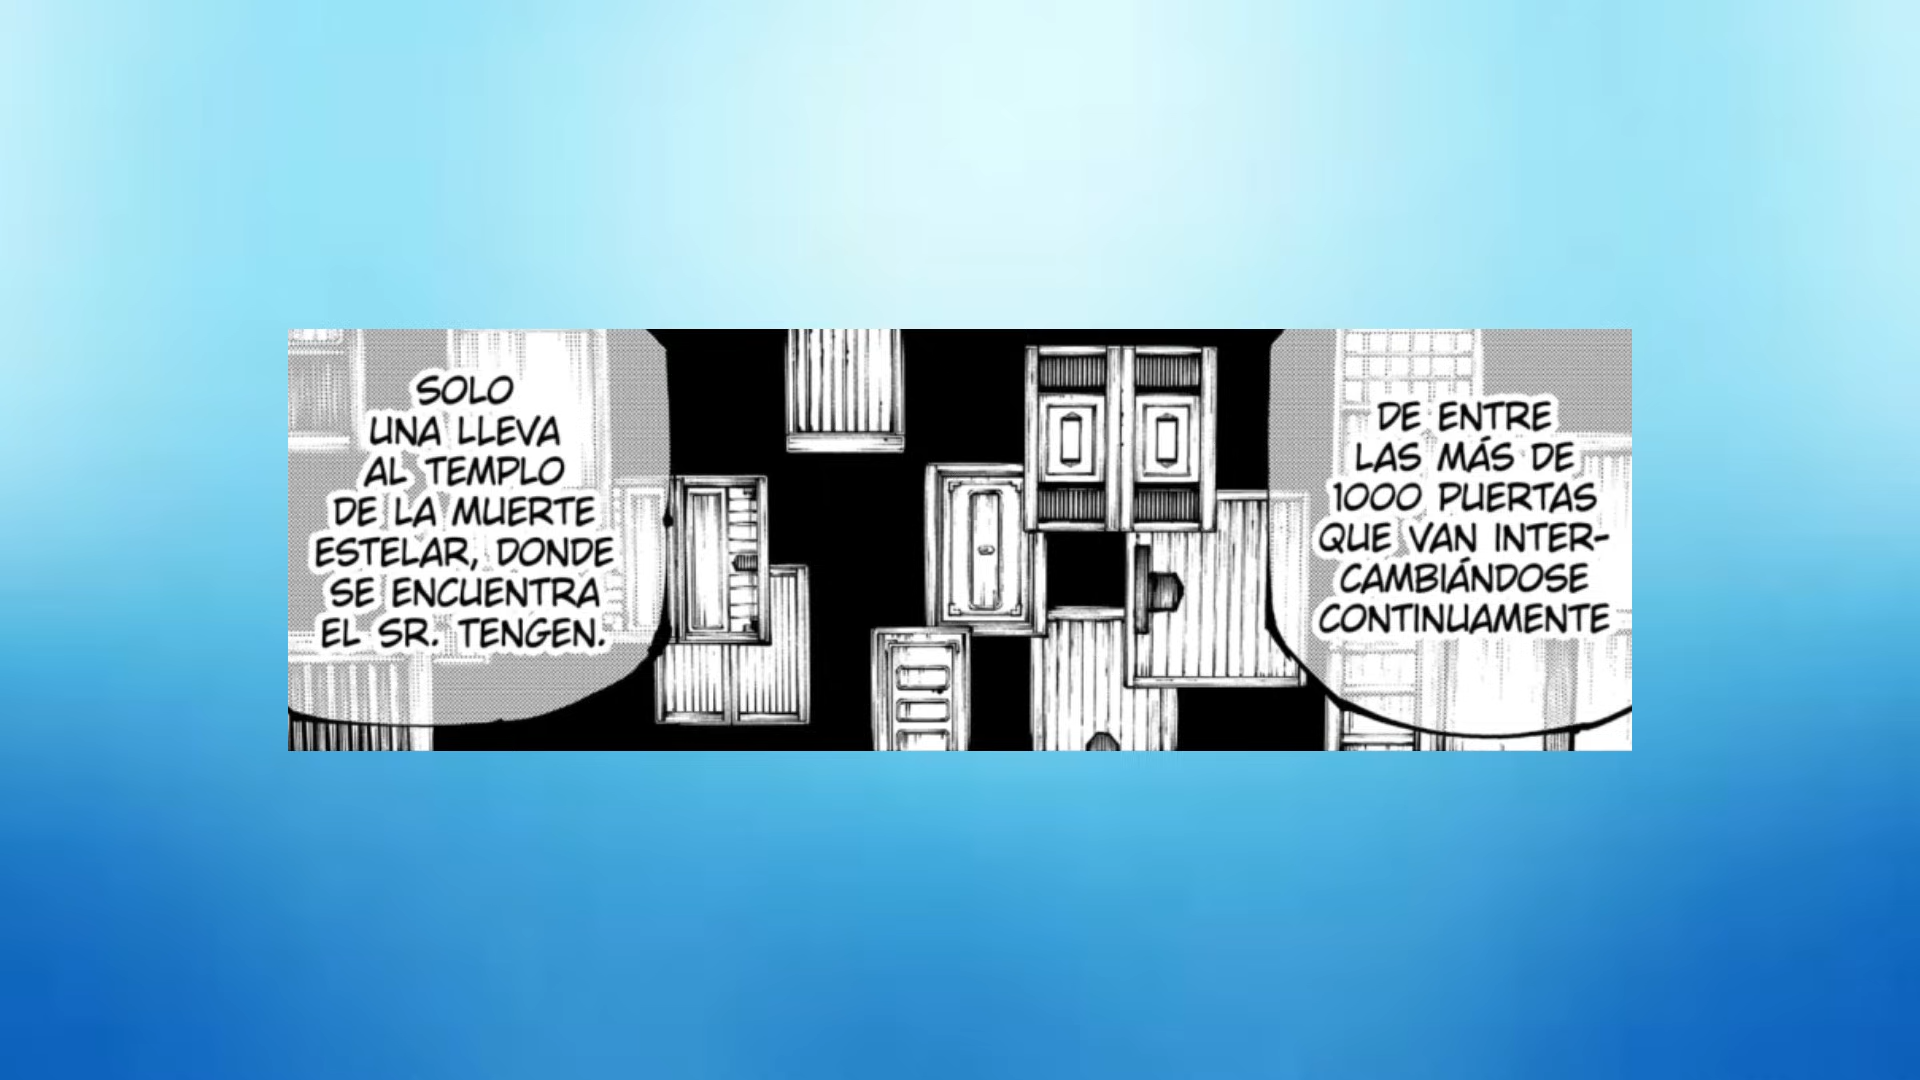 DE ENTRE
LAS MÁS DE
1000 PUERTAS
QUE VAN INTER-
CAMBIÁNDOSE
CONTINUAMENTE
SOLO
UNA LLEVA
AL TEMPLO
DE LA MUERTE
ESTELAR, DONDE
SE ENCUENTRA
EL SR. TENGEN.